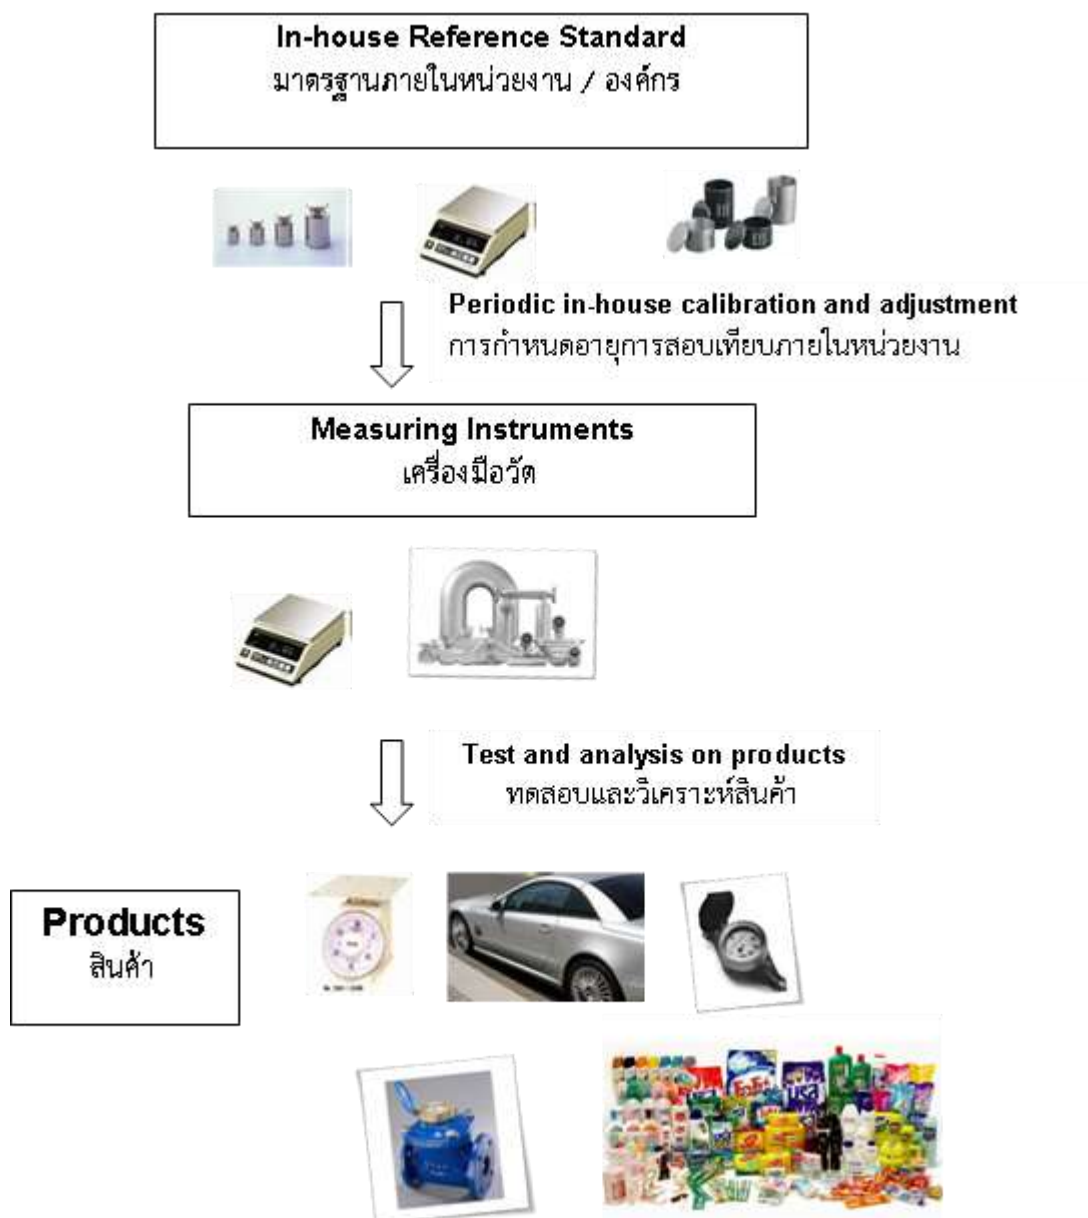 In-house Reference Standard
มาตรฐานภายในหน่วยงาน / องค์กร
Periodic in-house calibration and adjustment
การกำหนดอายุการสอบเทียบภายในหน่วยงาน
Measuring Instruments
เครื่องมือวัด
Test and analysis on products
ทดสอบและวิเคราะห์สินค้า
Products
สินค้า